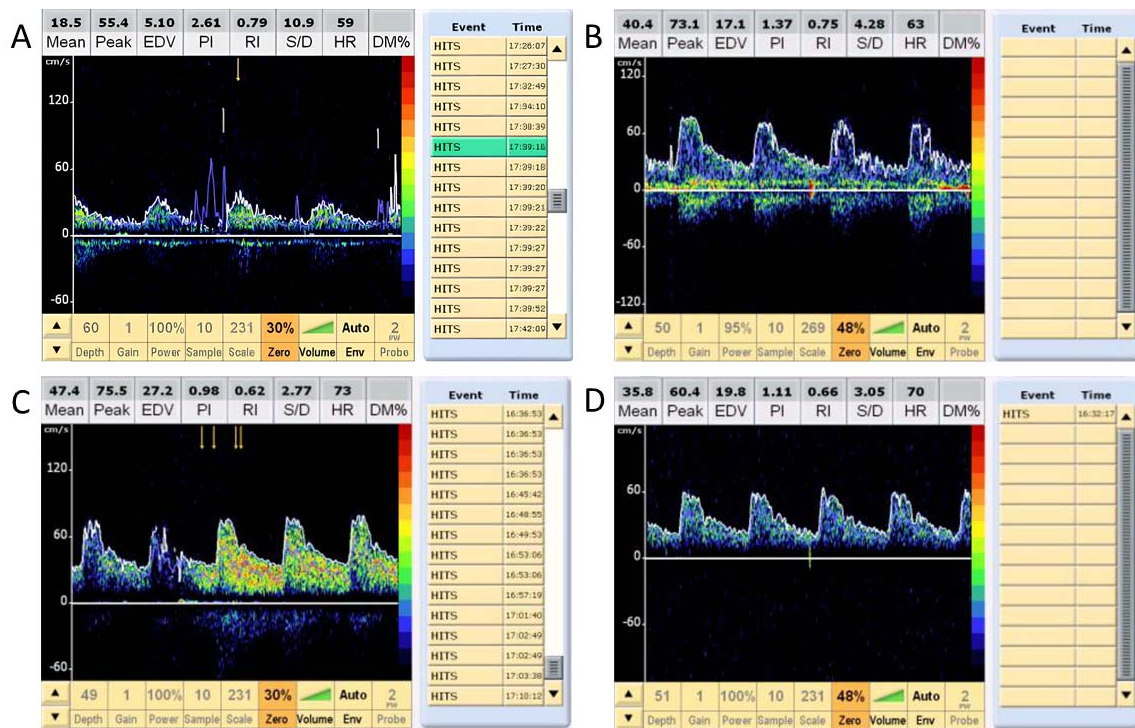 A
18.5 55.4 5.10 2.61 0.79 10.9 59
Mean Peak EDV PI RI S/D HR DM%
cm/s
120
60
0
-60
60 1 100% 10 231 30% Auto 2
PW
Depth Gain Power Sample Scale Zero Volume Env Probe
Event Time
HITS 17:26:07
HITS 17:27:30
HITS 17:32:49
HITS 17:34:10
HITS 17:38:39
HITS 17:39:16
HITS 17:39:18
HITS 17:39:20
HITS 17:39:21
HITS 17:39:22
HITS 17:39:27
HITS 17:39:27
HITS 17:39:27
HITS 17:39:52
HITS 17:42:09
B
40.4 73.1 17.1 1.37 0.75 4.28 63
Mean Peak EDV PI RI S/D HR DM%
cm/s
120
60
0
-60
-120
50 1 95% 10 269 48% Auto 2
PW
Depth Gain Power Sample Scale Zero Volume Env Probe
Event Time
C
47.4 75.5 27.2 0.98 0.62 2.77 73
Mean Peak EDV PI RI S/D HR DM%
cm/s
120
60
0
-60
49 1 100% 10 231 30% Auto 2
PW
Depth Gain Power Sample Scale Zero Volume Env Probe
Event Time
HITS 16:36:53
HITS 16:36:53
HITS 16:36:53
HITS 16:36:53
HITS 16:45:42
HITS 16:48:55
HITS 16:49:53
HITS 16:53:06
HITS 16:53:06
HITS 16:57:19
HITS 17:01:40
HITS 17:02:49
HITS 17:02:49
HITS 17:03:38
HITS 17:10:12
D
35.8 60.4 19.8 1.11 0.66 3.05 70
Mean Peak EDV PI RI S/D HR DM%
cm/s
60
0
-60
51 1 100% 10 231 48% Auto 2
PW
Depth Gain Power Sample Scale Zero Volume Env Probe
Event Time
HITS 16:32:17